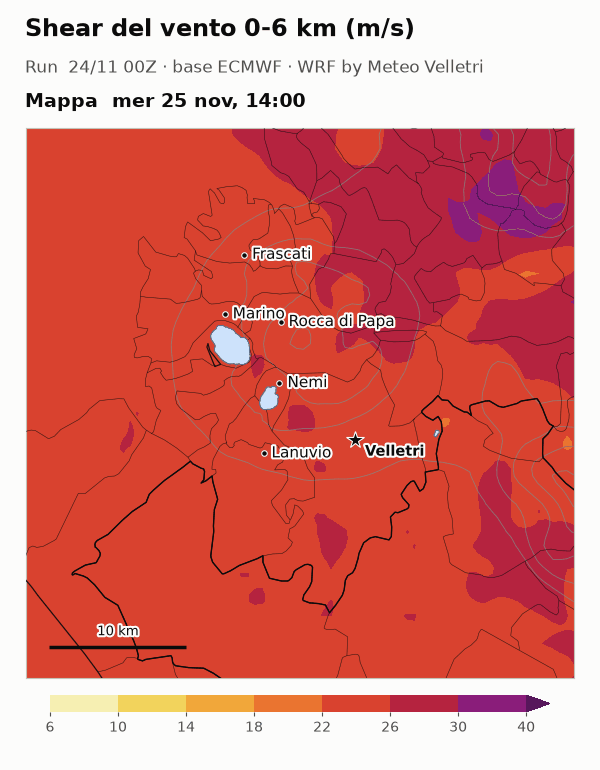 Shear del vento 0-6 km (m/s)
Run  24/11 00Z · base ECMWF · WRF by Meteo Velletri
Mappa  mer 25 nov, 14:00
Frascati
Marino
Rocca di Papa
Nemi
Velletri
Lanuvio
10 km
6 10 14 18 22 26 30 40